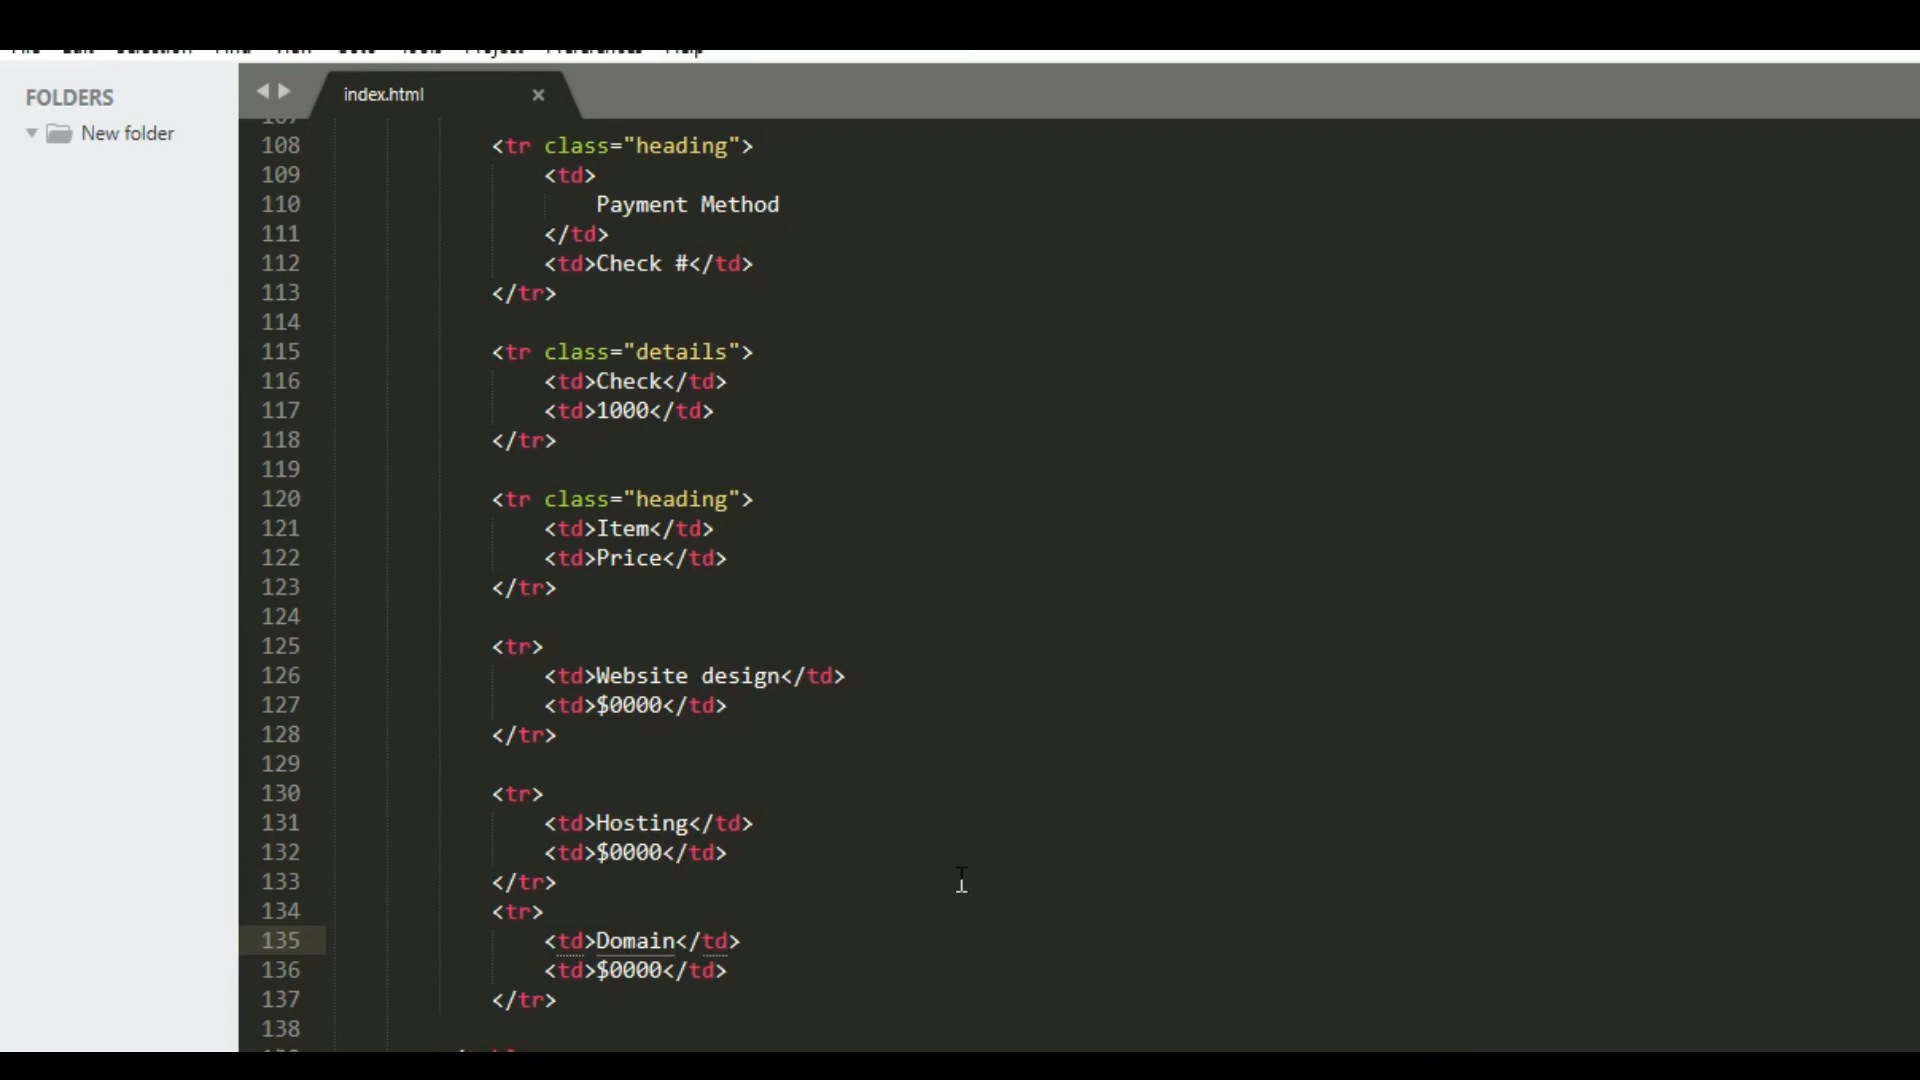 FOLDERS
New folder
index.html
108 <tr class="heading">
109 <td>
110 Payment Method
111 </td>
112 <td>Check #</td>
113 </tr>
114
115 <tr class="details">
116 <td>Check</td>
117 <td>1000</td>
118 </tr>
119
120 <tr class="heading">
121 <td>Item</td>
122 <td>Price</td>
123 </tr>
124
125 <tr>
126 <td>Website design</td>
127 <td>$0000</td>
128 </tr>
129
130 <tr>
131 <td>Hosting</td>
132 <td>$0000</td>
133 </tr>
134 <tr>
135 <td>Domain</td>
136 <td>$0000</td>
137 </tr>
138